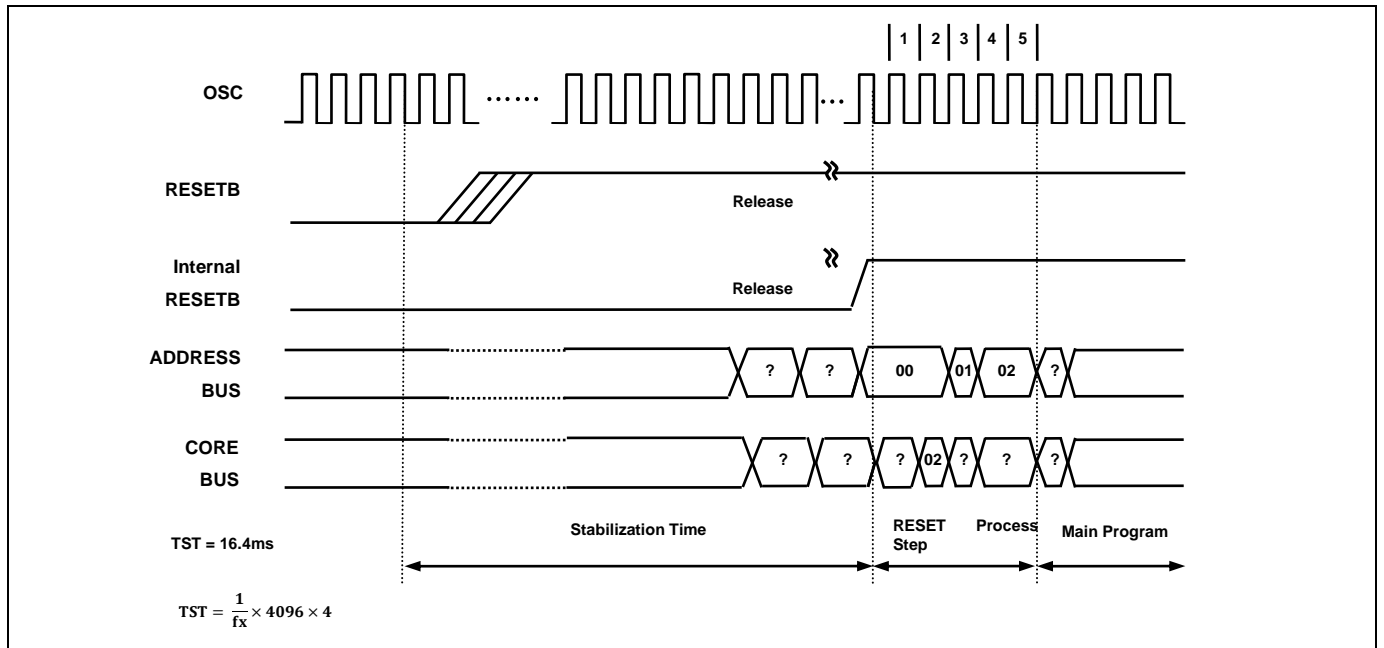 1 2 3 4 5
OSC
......
...
RESETB
Release
Internal
RESETB
Release
ADDRESS
BUS
? ? 00 01 02 ?
CORE
BUS
? ? ? 02 ? ? ?
Stabilization Time
RESET Process
Step
Main Program
TST = 16.4ms
TST = 1/fx × 4096 × 4